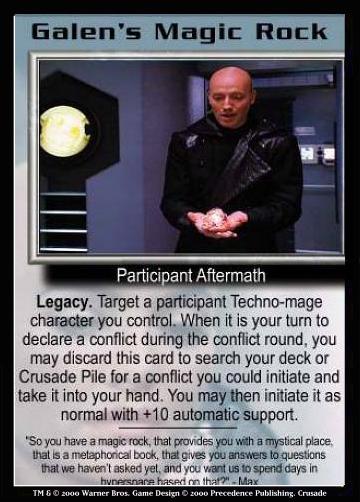 Galen's Magic Rock
Participant Aftermath
Legacy. Target a participant Techno-mage
character you control. When it is your turn to
declare a conflict during the conflict round, you
may discard this card to search your deck or
Crusade Pile for a conflict you could initiate and
take it into your hand. You may then initiate it as
normal with +10 automatic support.
"So you have a magic rock, that provides you with a mystical place,
that is a metaphorical book, that gives you answers to questions
that we haven't asked yet, and you want us to spend days in
hyperspace based on that?" - Max
TM & © 2000 Warner Bros. Game Design © 2000 Precedence Publishing. Crusade